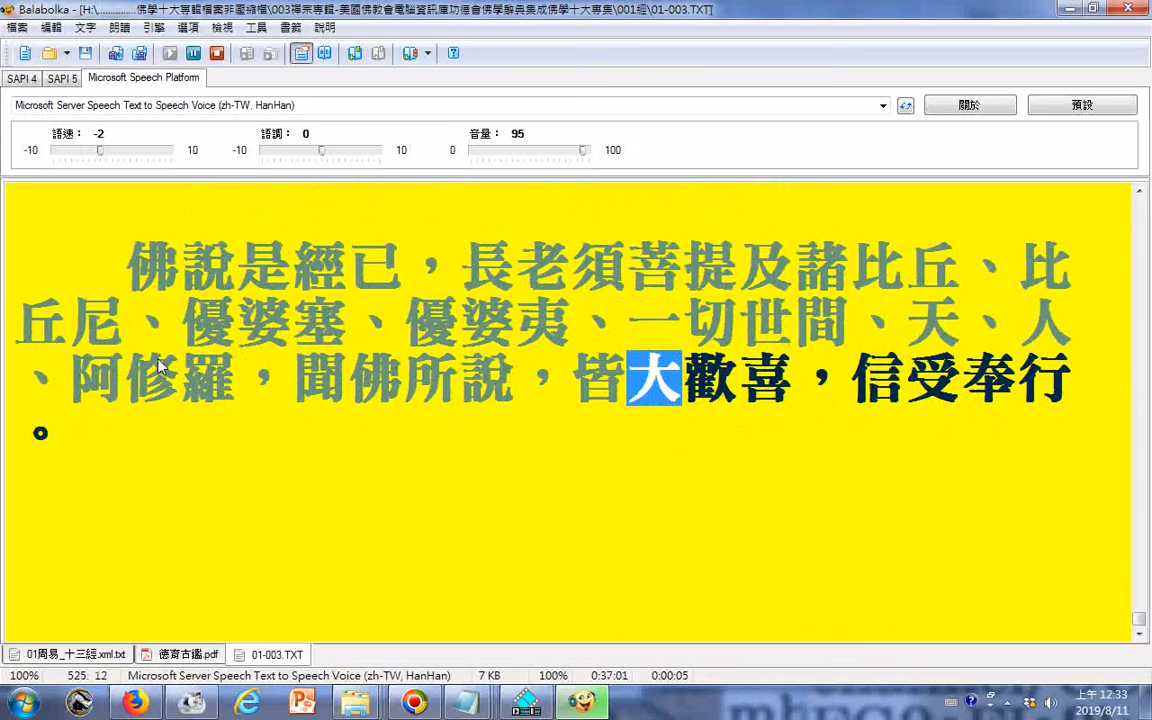 Balabolka - [H:\..............佛學十大專輯檔案非壓縮檔\003禪宗專輯-美國佛教會電腦資訊庫功德會佛學辭典集成佛學十大專集\001經\01-003.TXT]
檔案 編輯 文字 朗讀 引擎 選項 檢視 工具 書籤 說明
SAPI 4 SAPI 5 Microsoft Speech Platform
Microsoft Server Speech Text to Speech Voice (zh-TW, HanHan) 關於 預設
語速： -2 語調： 0 音量： 95
-10 10 -10 10 0 100
佛說是經已，長老須菩提及諸比丘、比
丘尼、優婆塞、優婆夷、一切世間、天、人
、阿修羅，聞佛所說，皆大歡喜，信受奉行
。
01周易_十三經.xml.txt 德育古鑑.pdf 01-003.TXT
100% 525. 12 Microsoft Server Speech Text to Speech Voice (zh-TW, HanHan) 7 KB 100% 0:37:01 0:00:05
上午 12:33
2019/8/11